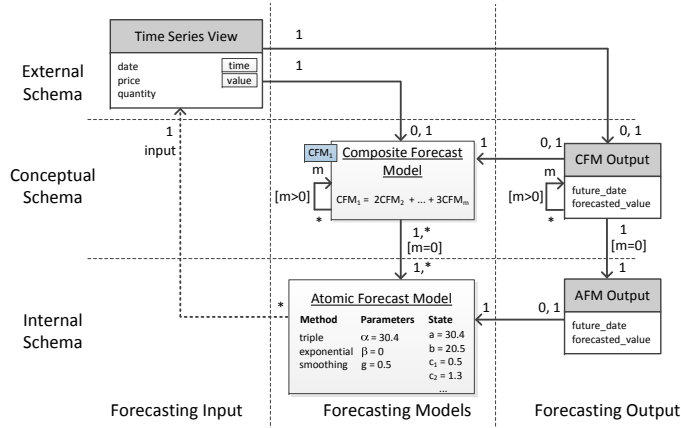 Time Series View
date
time
price
value
quantity
1
1
External
Schema
0, 1
0, 1
1
input
CFM1
Composite Forecast
Model
CFM1 = 2CFM2 + ... + 3CFMm
m
[m>0]
*
1
0, 1
CFM Output
future_date
forecasted_value
m
[m>0]
*
Conceptual
Schema
1,*
[m=0]
1
[m=0]
1,*
1
*
Atomic Forecast Model
Method Parameters State
triple α = 30.4 a = 30.4
exponential β = 0 b = 20.5
smoothing g = 0.5 c1 = 0.5
c2 = 1.3
...
1
0, 1
AFM Output
future_date
forecasted_value
Internal
Schema
Forecasting Input
Forecasting Models
Forecasting Output